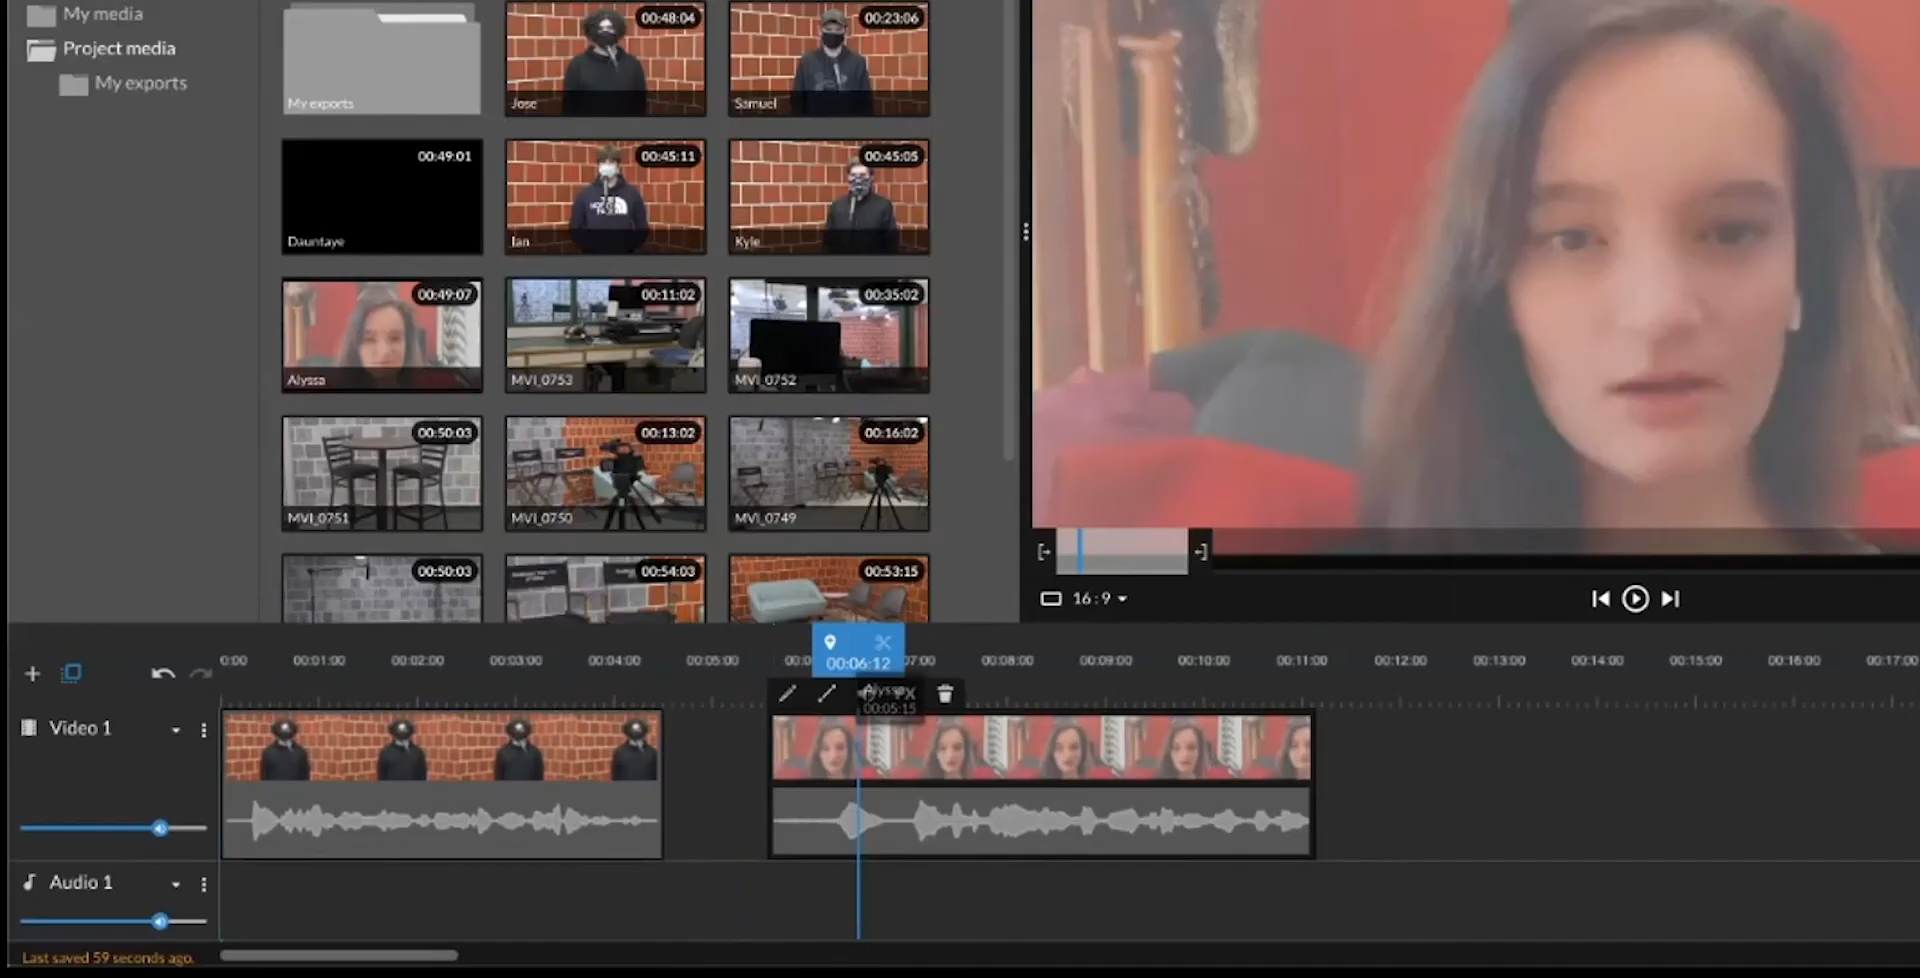 My media
Project media
My exports
My exports
00:48:04
Jose
00:23:06
Samuel
00:49:01
Dauntaye
00:45:11
THE NORTH FACE
Ian
00:45:05
Kyle
00:49:07
Alyssa
00:11:02
MVI_0753
00:35:02
MVI_0752
00:50:03
MVI_0751
00:13:02
MVI_0750
00:16:02
MVI_0749
00:50:03
00:54:03
00:53:15
16:9
0:00
00:01:00
00:02:00
00:03:00
00:04:00
00:05:00
00:0
00:06:12
07:00
00:08:00
00:09:00
00:10:00
00:11:00
00:12:00
00:13:00
00:14:00
00:15:00
00:16:00
00:17:00
Alyssa
00:05:15
Video 1
Audio 1
Last saved 59 seconds ago.